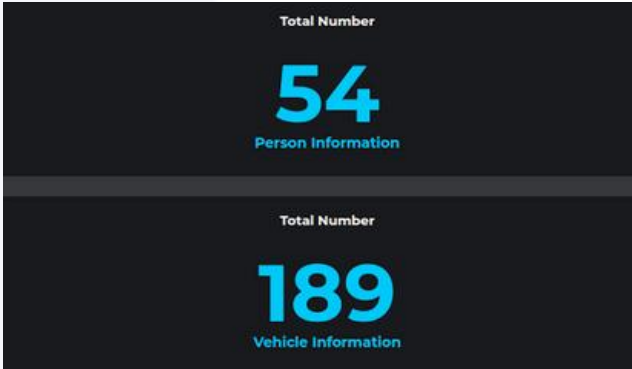 Total Number
54
Person Information
Total Number
189
Vehicle Information